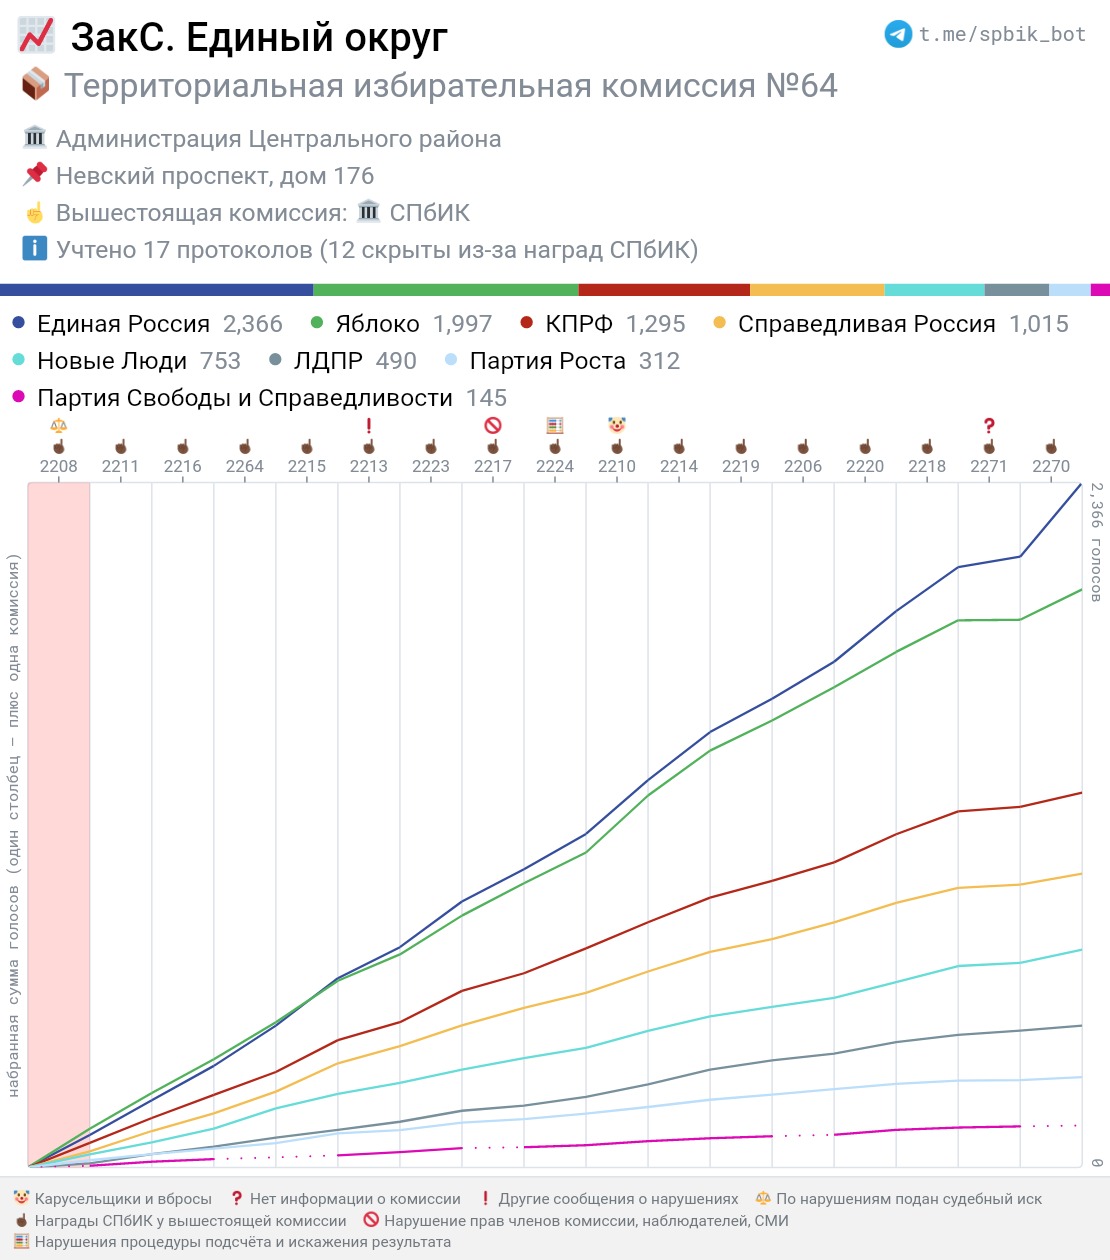 ЗакС. Единый округ
t.me/spbik_bot
Территориальная избирательная комиссия №64
Администрация Центрального района
Невский проспект, дом 176
Вышестоящая комиссия: СПбИК
Учтено 17 протоколов (12 скрыты из-за наград СПбИК)
Единая Россия 2,366 Яблоко 1,997 КПРФ 1,295 Справедливая Россия 1,015
Новые Люди 753 ЛДПР 490 Партия Роста 312
Партия Свободы и Справедливости 145
2208 2211 2216 2264 2215 2213 2223 2217 2224 2210 2214 2219 2206 2220 2218 2271 2270
набранная сумма голосов (один столбец — плюс одна комиссия)
2,366 голосов
0
Карусельщики и вбросы ? Нет информации о комиссии ! Другие сообщения о нарушениях По нарушениям подан судебный иск
Награды СПбИК у вышестоящей комиссии Нарушение прав членов комиссии, наблюдателей, СМИ
Нарушения процедуры подсчёта и искажения результата